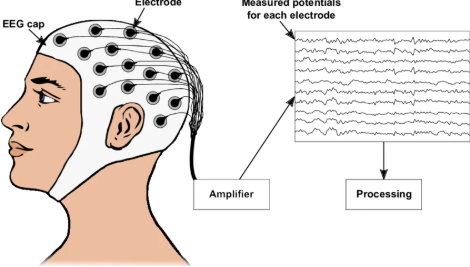 Electrode
Measured potentials
for each electrode
EEG cap
Amplifier
Processing